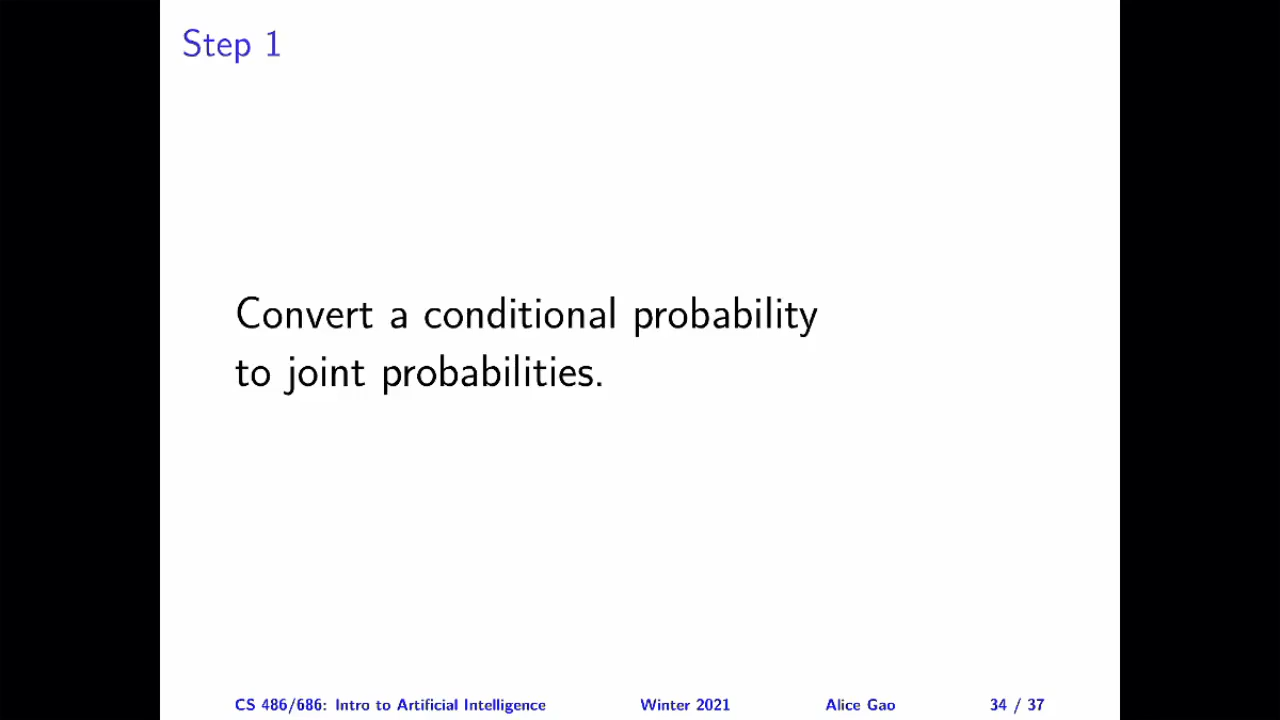 Step 1
Convert a conditional probability
to joint probabilities.
CS 486/686: Intro to Artificial Intelligence Winter 2021 Alice Gao 34 / 37